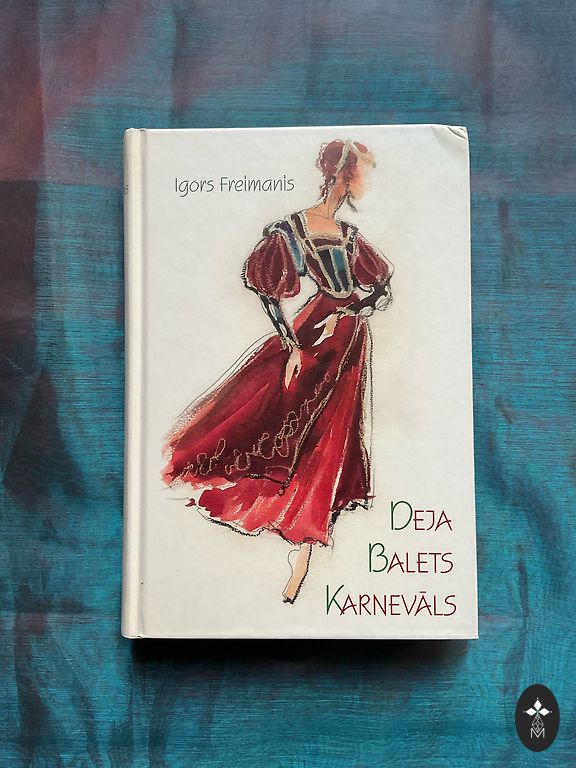 Igors Freimanis
DEJA
BALETS
KARNEVĀLS
M